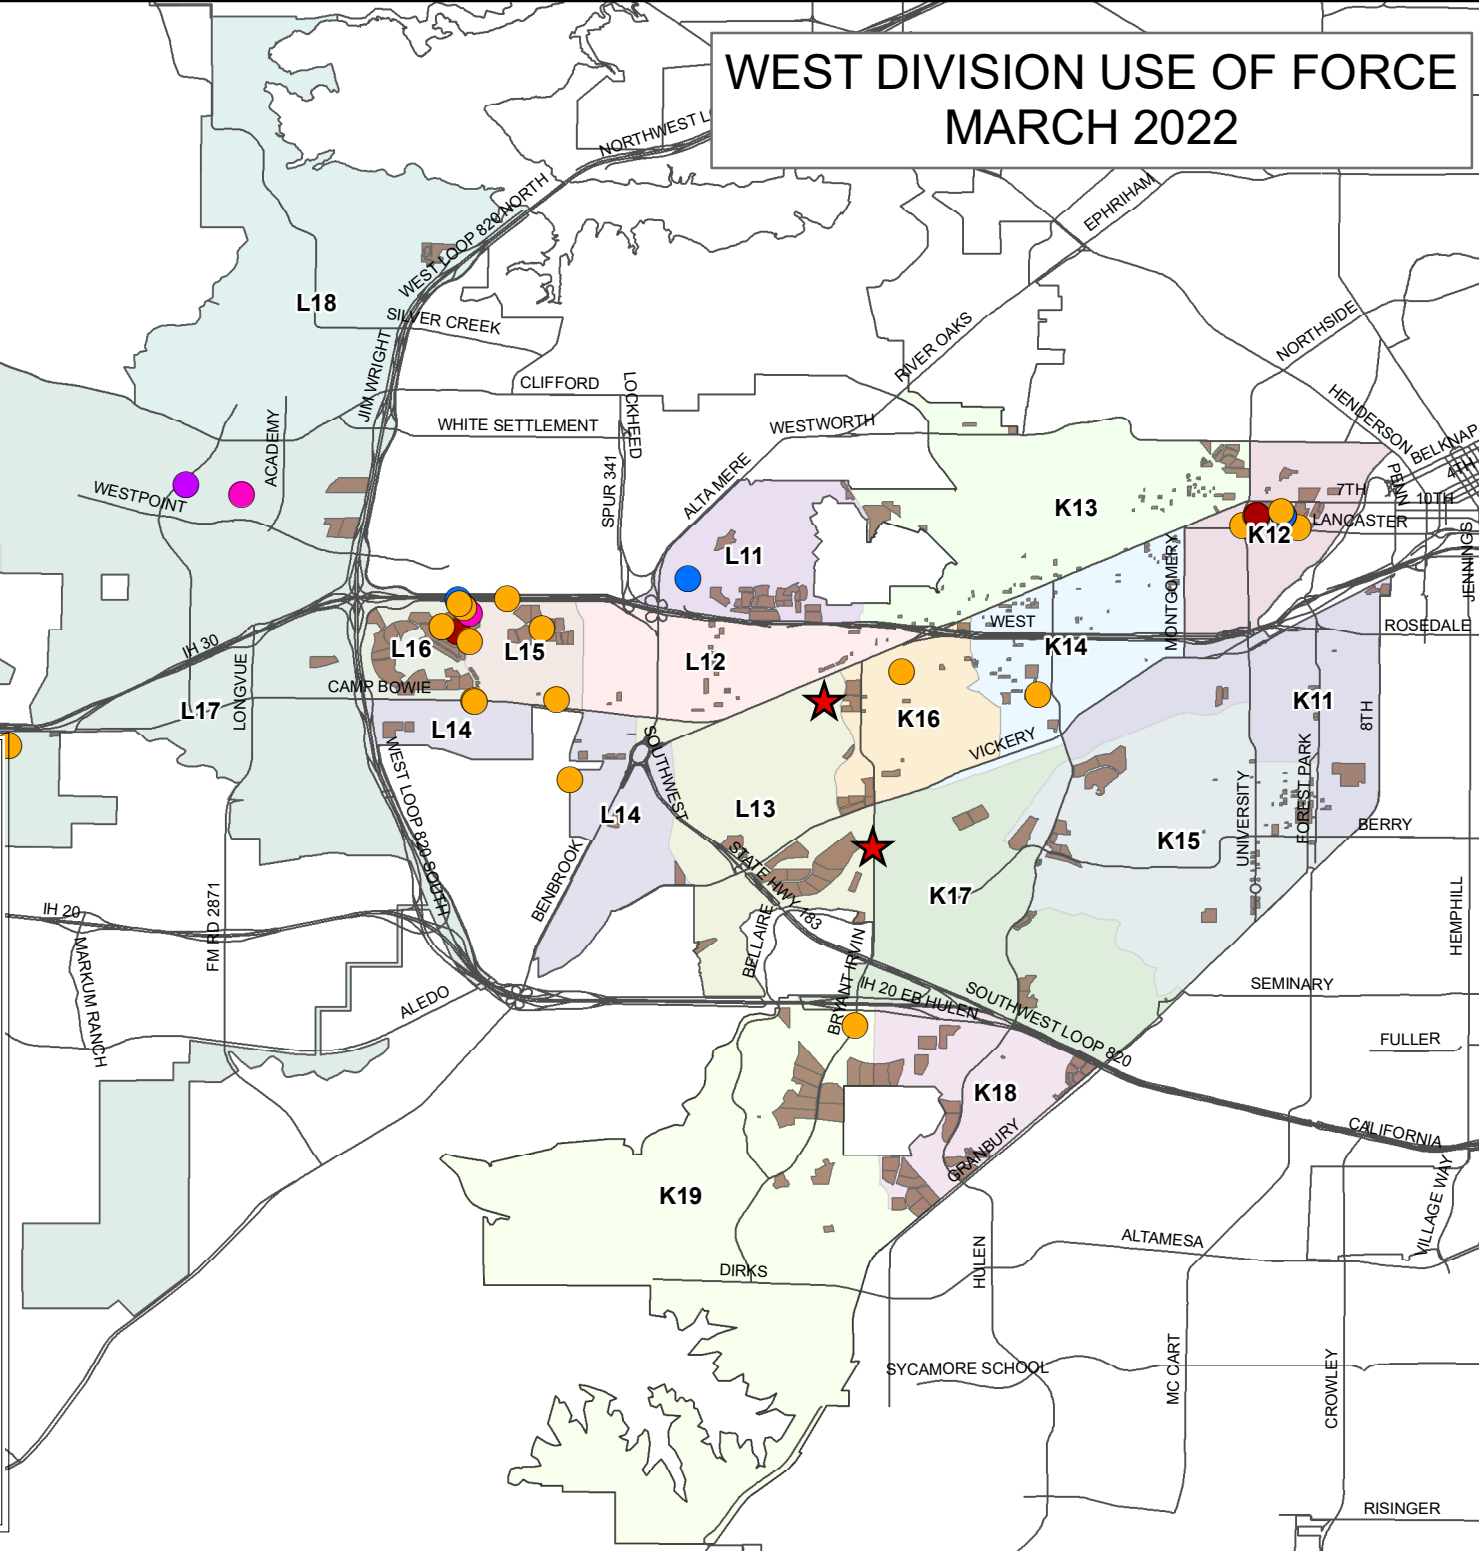 WEST DIVISION USE OF FORCE
MARCH 2022
NORTHWEST L
WEST LOOP 820 NORTH
EPHRIHAM
L18
SILVER CREEK
JIM WRIGHT
RIVER OAKS
NORTHSIDE
CLIFFORD
LOCKHEED
HENDERSON
ACADEMY
WHITE SETTLEMENT
WESTWORTH
BELKNAP
4TH
WESTPOINT
SPUR 341
ALTA MERE
PENN
7TH
10TH
K13
LANCASTER
K12
L11
MONTGOMERY
JENNINGS
IH 30
L16
L15
L12
WEST
K14
ROSEDALE
LONGVUE
CAMP BOWIE
L17
L14
K16
K11
8TH
VICKERY
SOUTHWEST
WEST LOOP 820 SOUTH
L14
L13
UNIVERSITY
FOREST PARK
BERRY
K15
STATE HWY 183
BENBROOK
K17
FM RD 2871
IH 20
HEMPHILL
MARKUM RANCH
BELLAIRE
BRYANT IRVIN
IH 20 EB HULEN
SOUTHWEST LOOP 820
SEMINARY
ALEDO
FULLER
K18
CALIFORNIA
GRANBURY
K19
VILLAGE WAY
ALTAMESA
HULEN
DIRKS
SYCAMORE SCHOOL
MC CART
CROWLEY
RISINGER